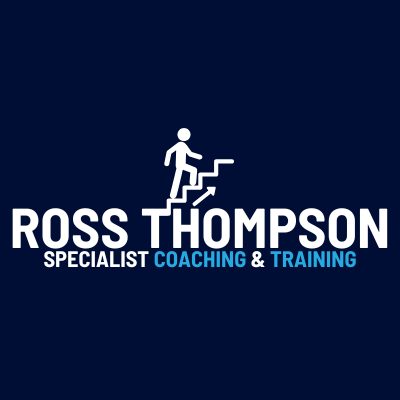 ROSS THOMPSON
SPECIALIST COACHING & TRAINING